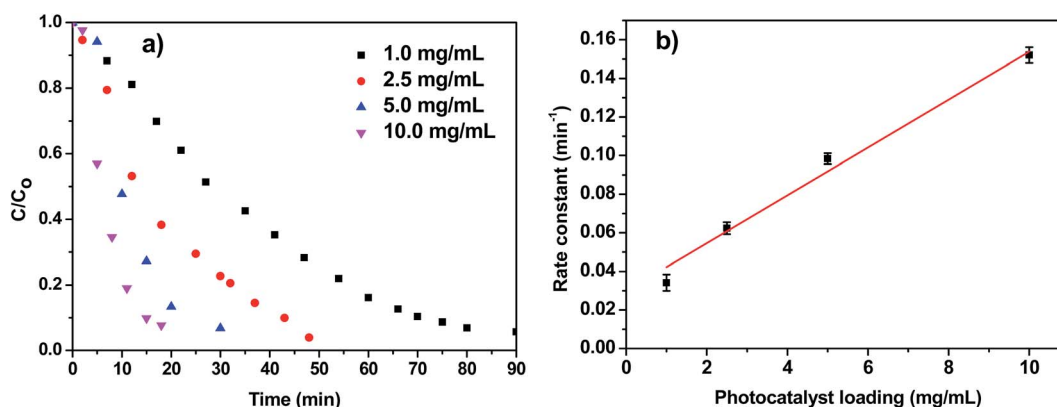 a)
1.0 mg/mL
2.5 mg/mL
5.0 mg/mL
10.0 mg/mL
1.0
0.8
0.6
0.4
0.2
0.0
C/Co
0 10 20 30 40 50 60 70 80 90
Time (min)
b)
0.16
0.14
0.12
0.10
0.08
0.06
0.04
0.02
0.00
Rate constant (min-1)
0 2 4 6 8 10
Photocatalyst loading (mg/mL)